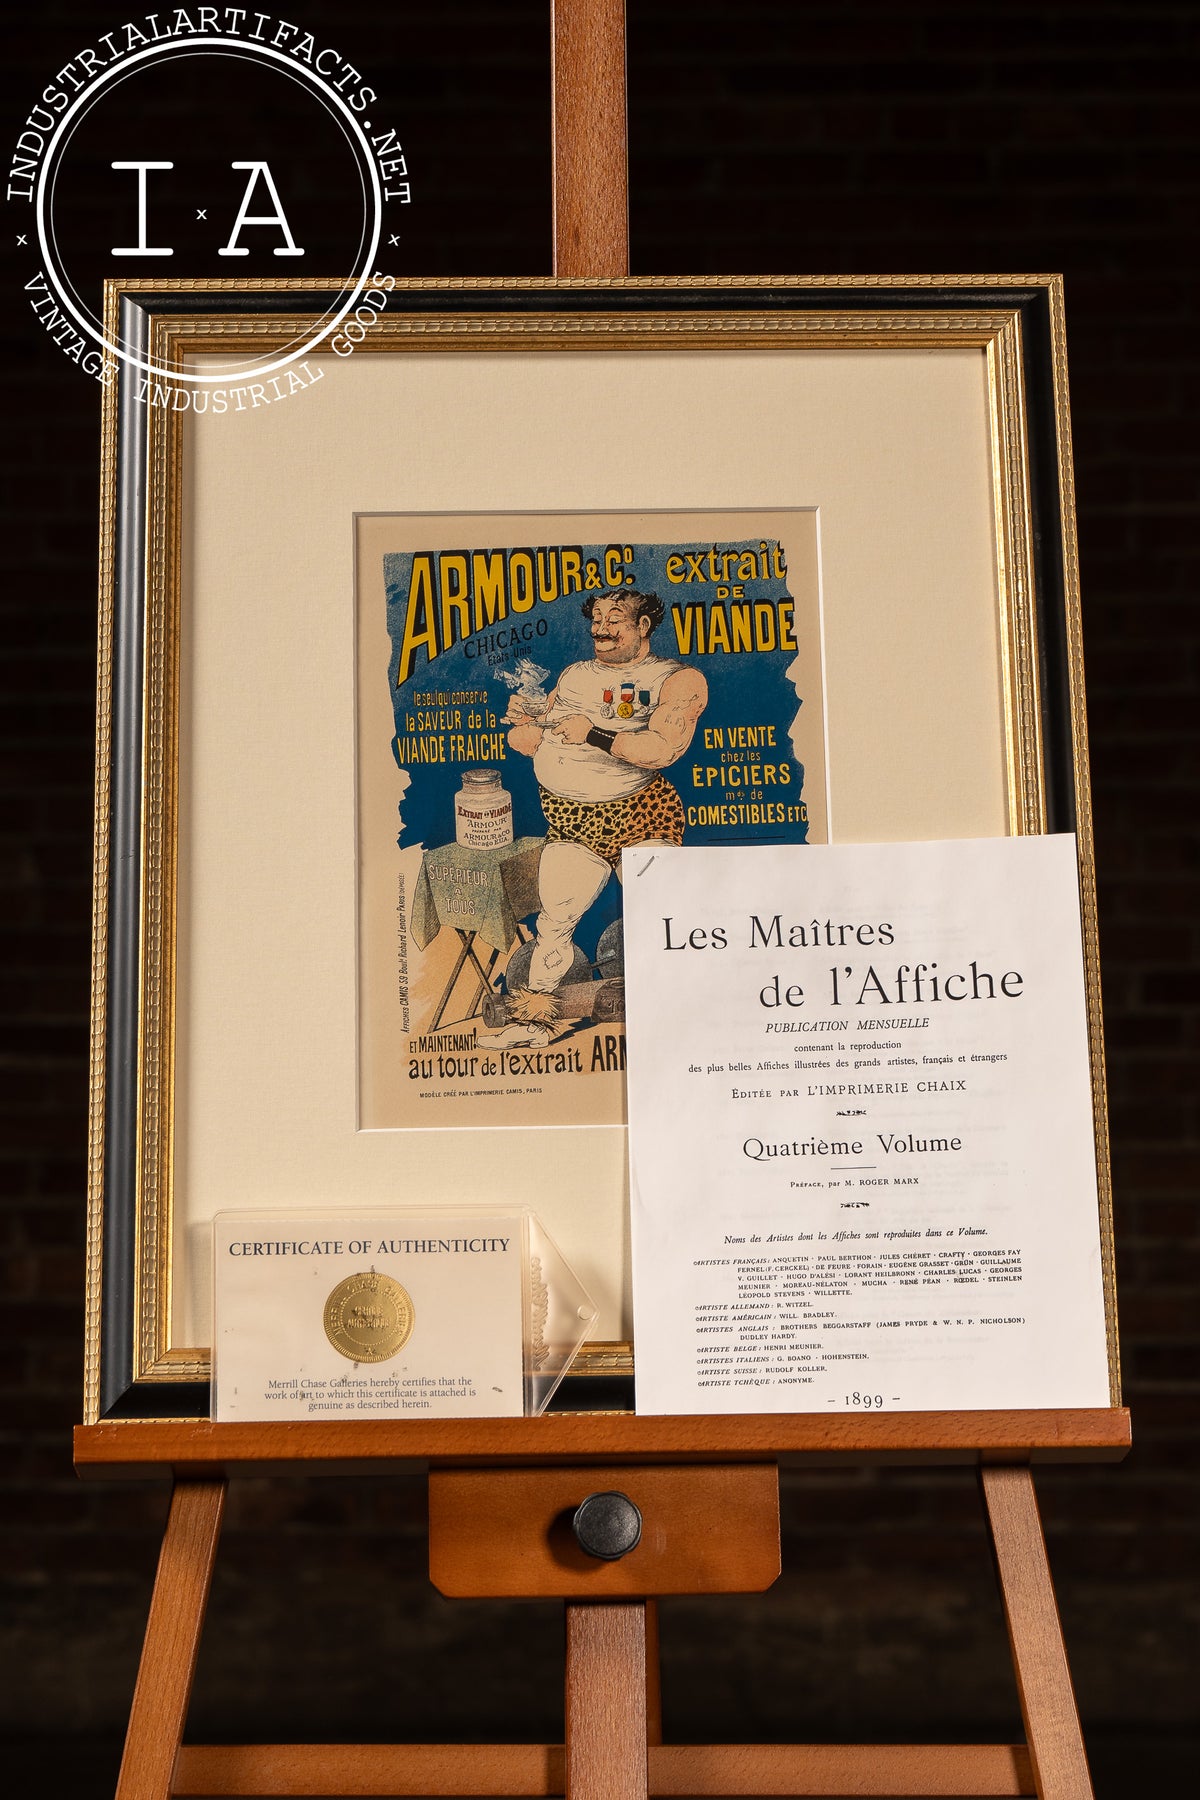 INDUSTRIALARTIFACTS.NET
I x A
x x
VINTAGE INDUSTRIAL GOODS
ARMOUR & Cº.
CHICAGO
États-Unis
extrait
DE
VIANDE
le seul qui conserve
la SAVEUR de la
VIANDE FRAICHE
EN VENTE
chez les
ÉPICIERS
mds de
COMESTIBLES ETC
EXTRAIT DE VIANDE
ARMOUR
PRÉPARÉ PAR
ARMOUR & CO
Chicago E.U.A.
SUPÉRIEUR
A
TOUS
AFFICHES CAMIS 59 Boult. Richard Lenoir PARIS (DÉPOSÉ)
ET MAINTENANT!
au tour de l'extrait ARM
MODÈLE CRÉÉ PAR L'IMPRIMERIE CAMIS, PARIS
Les Maîtres
de l'Affiche
PUBLICATION MENSUELLE
contenant la reproduction
des plus belles Affiches illustrées des grands artistes, français et étrangers
ÉDITÉE PAR L'IMPRIMERIE CHAIX
Quatrième Volume
PRÉFACE, par M. ROGER MARX
Noms des Artistes dont les Affiches sont reproduites dans ce Volume.
ARTISTES FRANÇAIS : ANQUETIN · PAUL BERTHON · JULES CHÉRET · CRAFTY · GEORGES FAY
FERNEL (F. CERCKEL) · DE FEURE · FORAIN · EUGÈNE GRASSET · GRÜN · GUILLAUME
V. GUILLET · HUGO D'ALÉSI · LORANT HEILBRONN · CHARLES LUCAS · GEORGES
MEUNIER · MOREAU-NÉLATON · MUCHA · RENÉ PÉAN · RŒDEL · STEINLEN
LÉOPOLD STEVENS · WILLETTE.
ARTISTE ALLEMAND : R. WITZEL.
ARTISTE AMÉRICAIN : WILL. BRADLEY.
ARTISTES ANGLAIS : BROTHERS BEGGARSTAFF (JAMES PRYDE & W. N. P. NICHOLSON)
DUDLEY HARDY.
ARTISTE BELGE : HENRI MEUNIER.
ARTISTES ITALIENS : G. BOANO · HOHENSTEIN.
ARTISTE SUISSE : RUDOLF KOLLER.
ARTISTE TCHÈQUE : ANONYME.
– 1899 –
CERTIFICATE OF AUTHENTICITY
Merrill Chase Galleries hereby certifies that the
work of art to which this certificate is attached is
genuine as described herein.